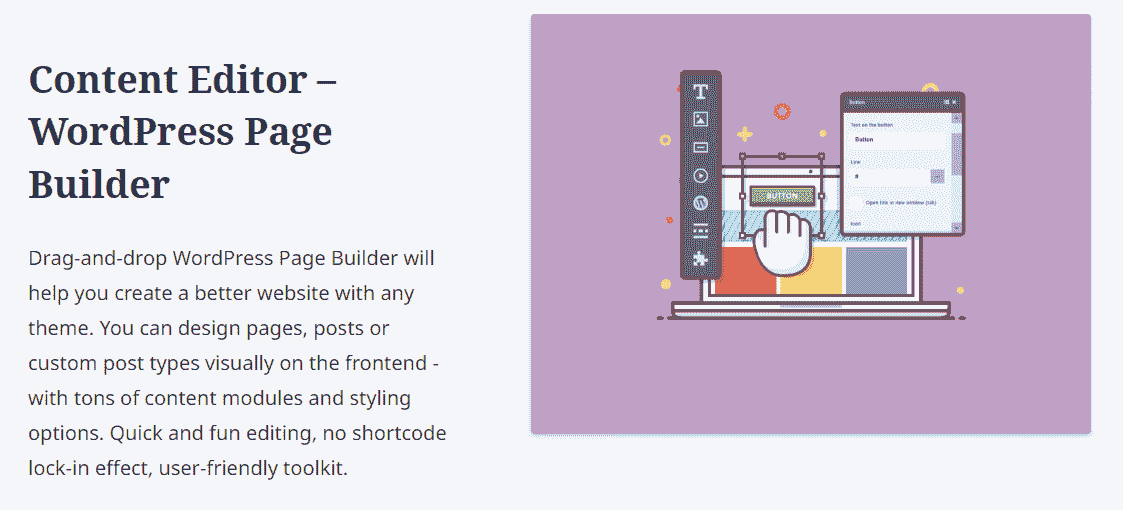 Content Editor –
WordPress Page
Builder
Drag-and-drop WordPress Page Builder will
help you create a better website with any
theme. You can design pages, posts or
custom post types visually on the frontend -
with tons of content modules and styling
options. Quick and fun editing, no shortcode
lock-in effect, user-friendly toolkit.
T
BUTTON
Button
Text on the button
Button
Link
#
Open link in new window (tab)
Icon